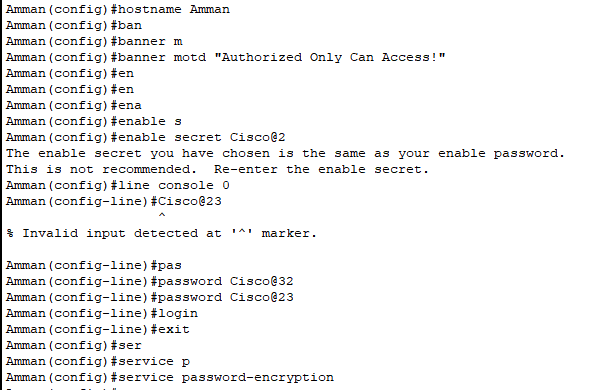 Amman(config)#hostname Amman
Amman(config)#ban
Amman(config)#banner m
Amman(config)#banner motd "Authorized Only Can Access!"
Amman(config)#en
Amman(config)#en
Amman(config)#ena
Amman(config)#enable s
Amman(config)#enable secret Cisco@2
The enable secret you have chosen is the same as your enable password.
This is not recommended.  Re-enter the enable secret.
Amman(config)#line console 0
Amman(config-line)#Cisco@23
^
% Invalid input detected at '^' marker.
Amman(config-line)#pas
Amman(config-line)#password Cisco@32
Amman(config-line)#password Cisco@23
Amman(config-line)#login
Amman(config-line)#exit
Amman(config)#ser
Amman(config)#service p
Amman(config)#service password-encryption